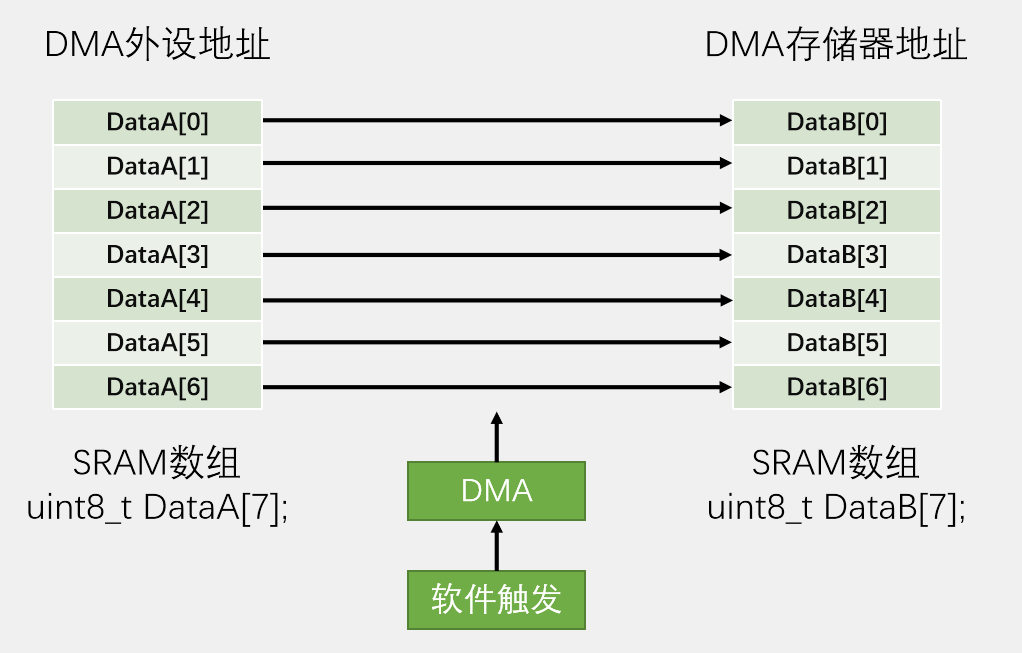 DMA外设地址
DataA[0]
DataA[1]
DataA[2]
DataA[3]
DataA[4]
DataA[5]
DataA[6]
SRAM数组
uint8_t DataA[7];
DMA存储器地址
DataB[0]
DataB[1]
DataB[2]
DataB[3]
DataB[4]
DataB[5]
DataB[6]
SRAM数组
uint8_t DataB[7];
DMA
软件触发